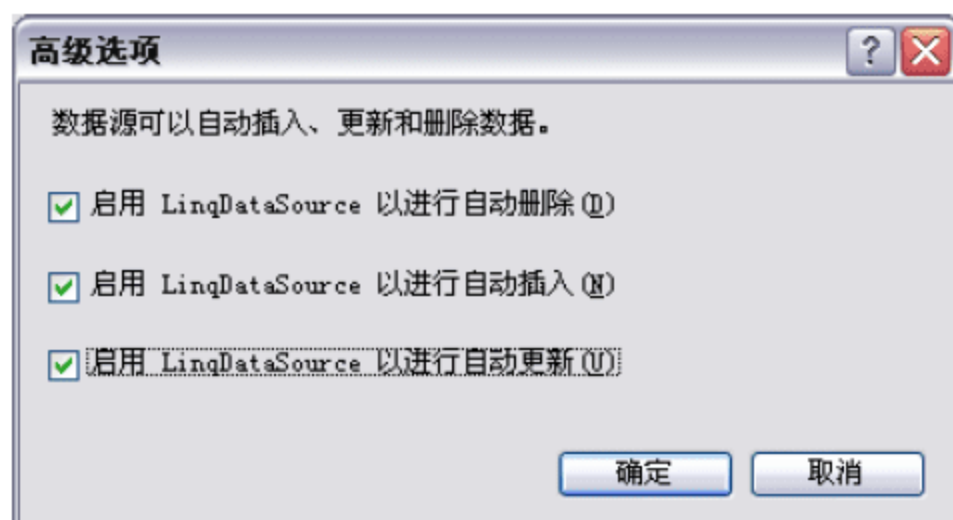 高级选项
数据源可以自动插入、更新和删除数据。
启用 LinqDataSource 以进行自动删除(D)
启用 LinqDataSource 以进行自动插入(N)
启用 LinqDataSource 以进行自动更新(U)
确定 取消